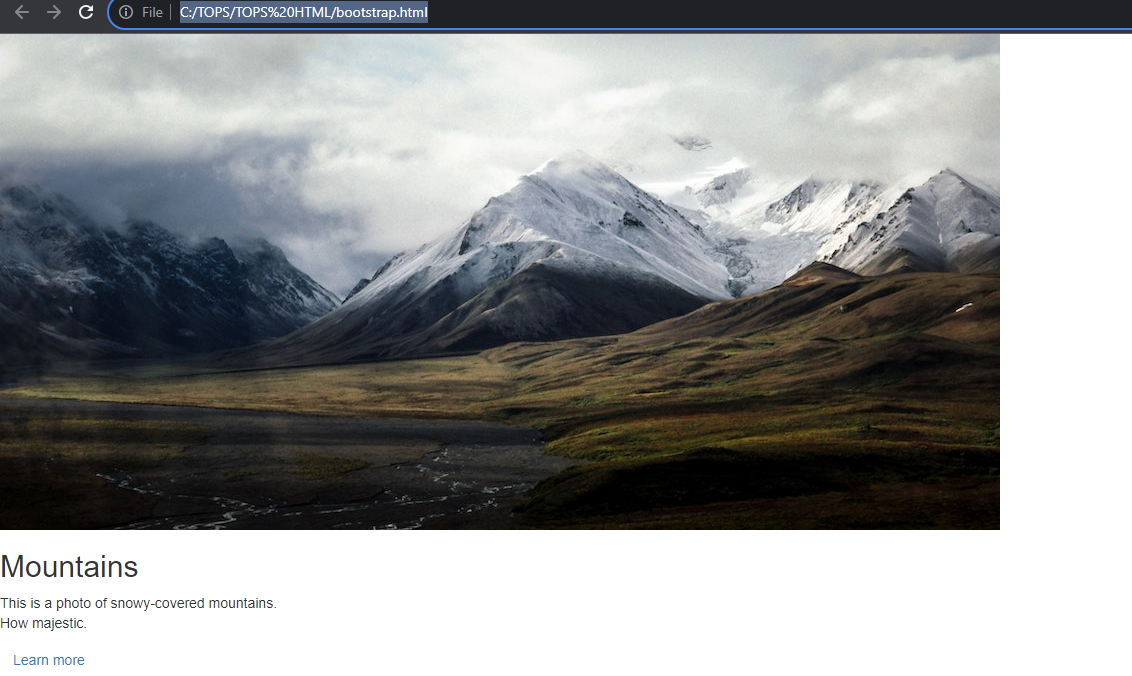 File
C:/TOPS/TOPS%20HTML/bootstrap.html
Mountains
This is a photo of snowy-covered mountains.
How majestic.
Learn more